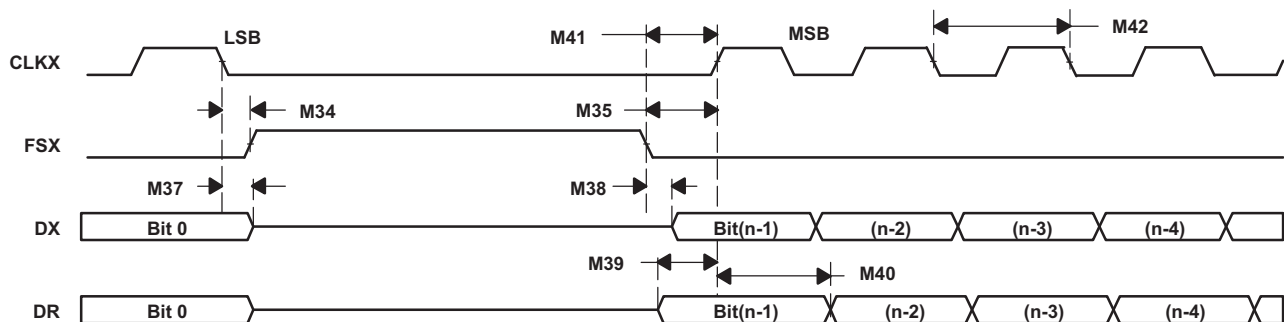 LSB
M41
MSB
M42
CLKX
M34
M35
FSX
M37
M38
DX
Bit 0
Bit(n-1)
(n-2)
(n-3)
(n-4)
M39
M40
DR
Bit 0
Bit(n-1)
(n-2)
(n-3)
(n-4)